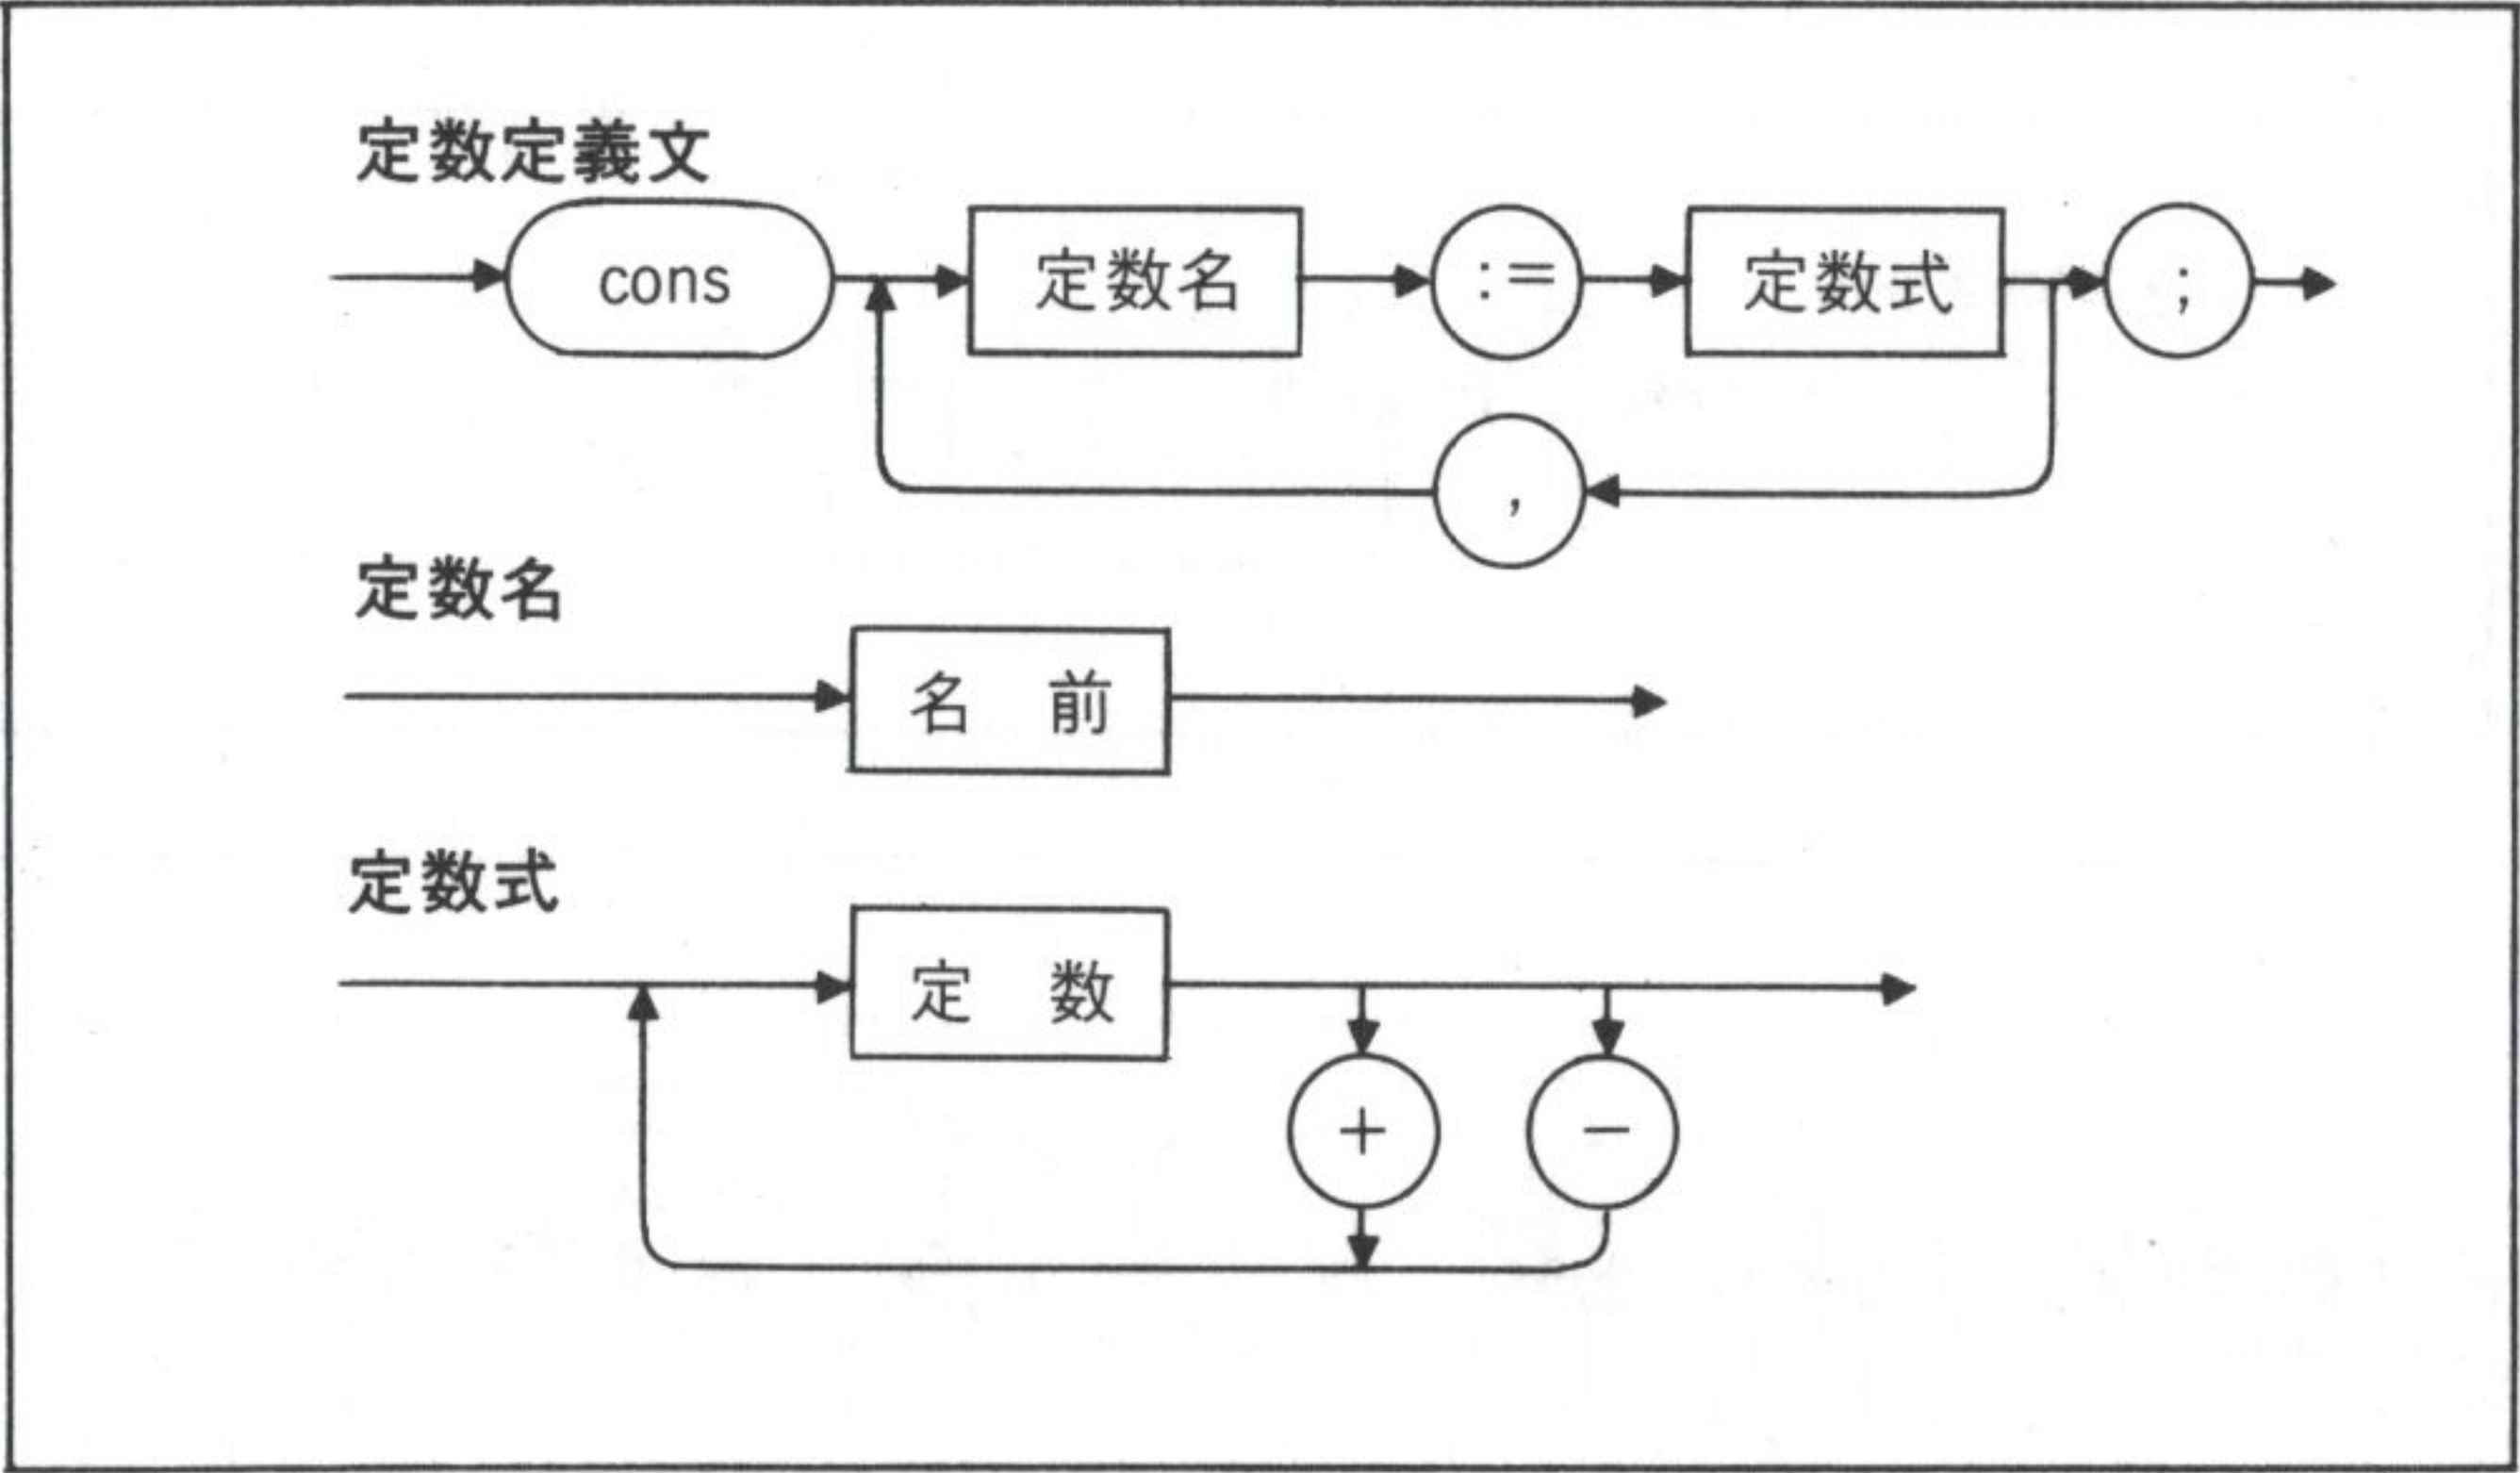 定数定義文
cons 定数名 := 定数式 ;
,
定数名
名 前
定数式
定 数
+ −